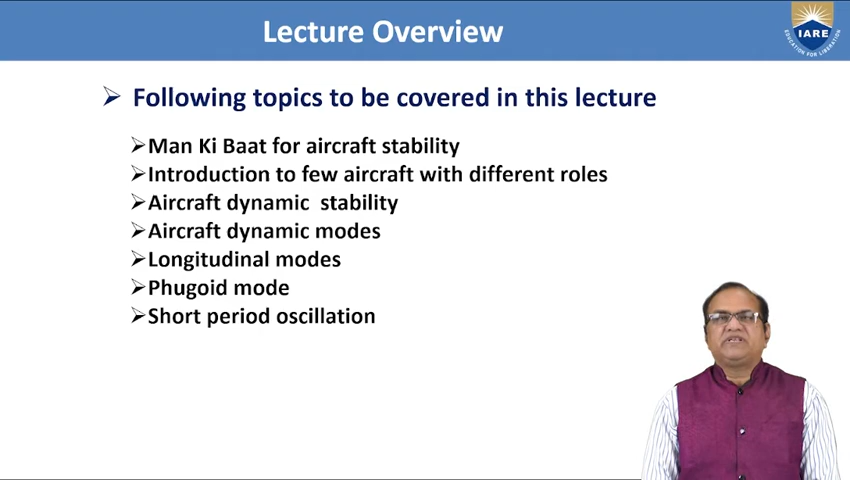 Lecture Overview
IARE
EDUCATION FOR LIBERATION
Following topics to be covered in this lecture
Man Ki Baat for aircraft stability
Introduction to few aircraft with different roles
Aircraft dynamic stability
Aircraft dynamic modes
Longitudinal modes
Phugoid mode
Short period oscillation